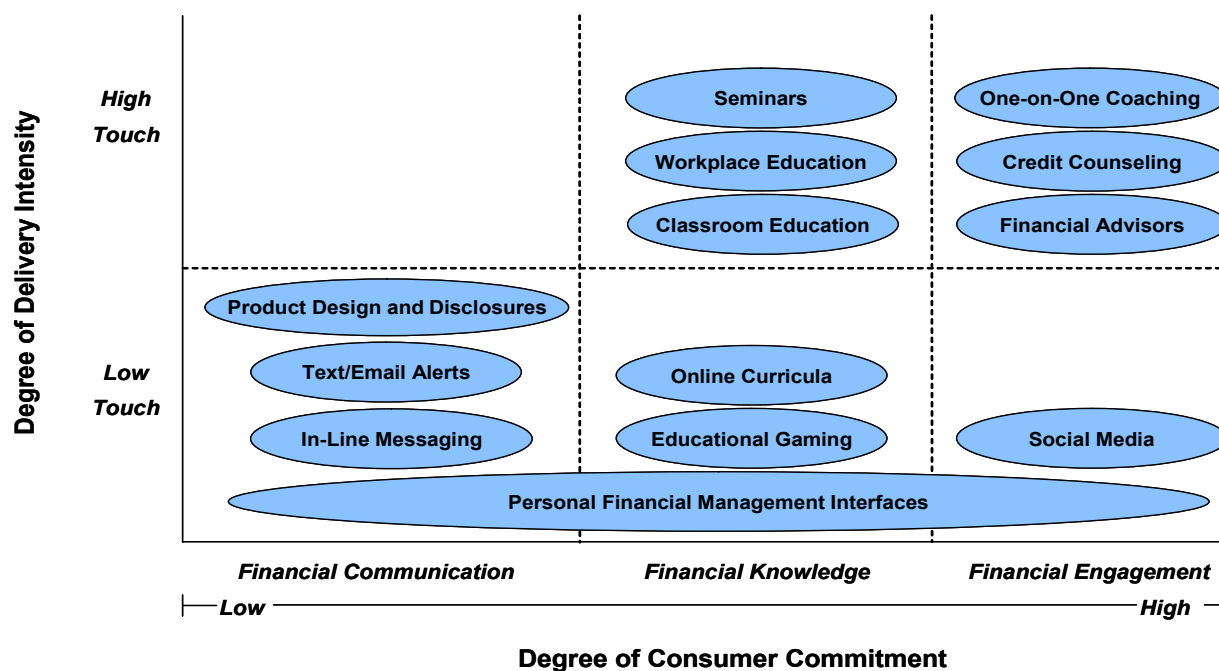 Degree of Delivery Intensity
High
Touch
Seminars
One-on-One Coaching
Workplace Education
Credit Counseling
Classroom Education
Financial Advisors
Low
Touch
Product Design and Disclosures
Text/Email Alerts
Online Curricula
In-Line Messaging
Educational Gaming
Social Media
Personal Financial Management Interfaces
Financial Communication
Financial Knowledge
Financial Engagement
Low
High
Degree of Consumer Commitment